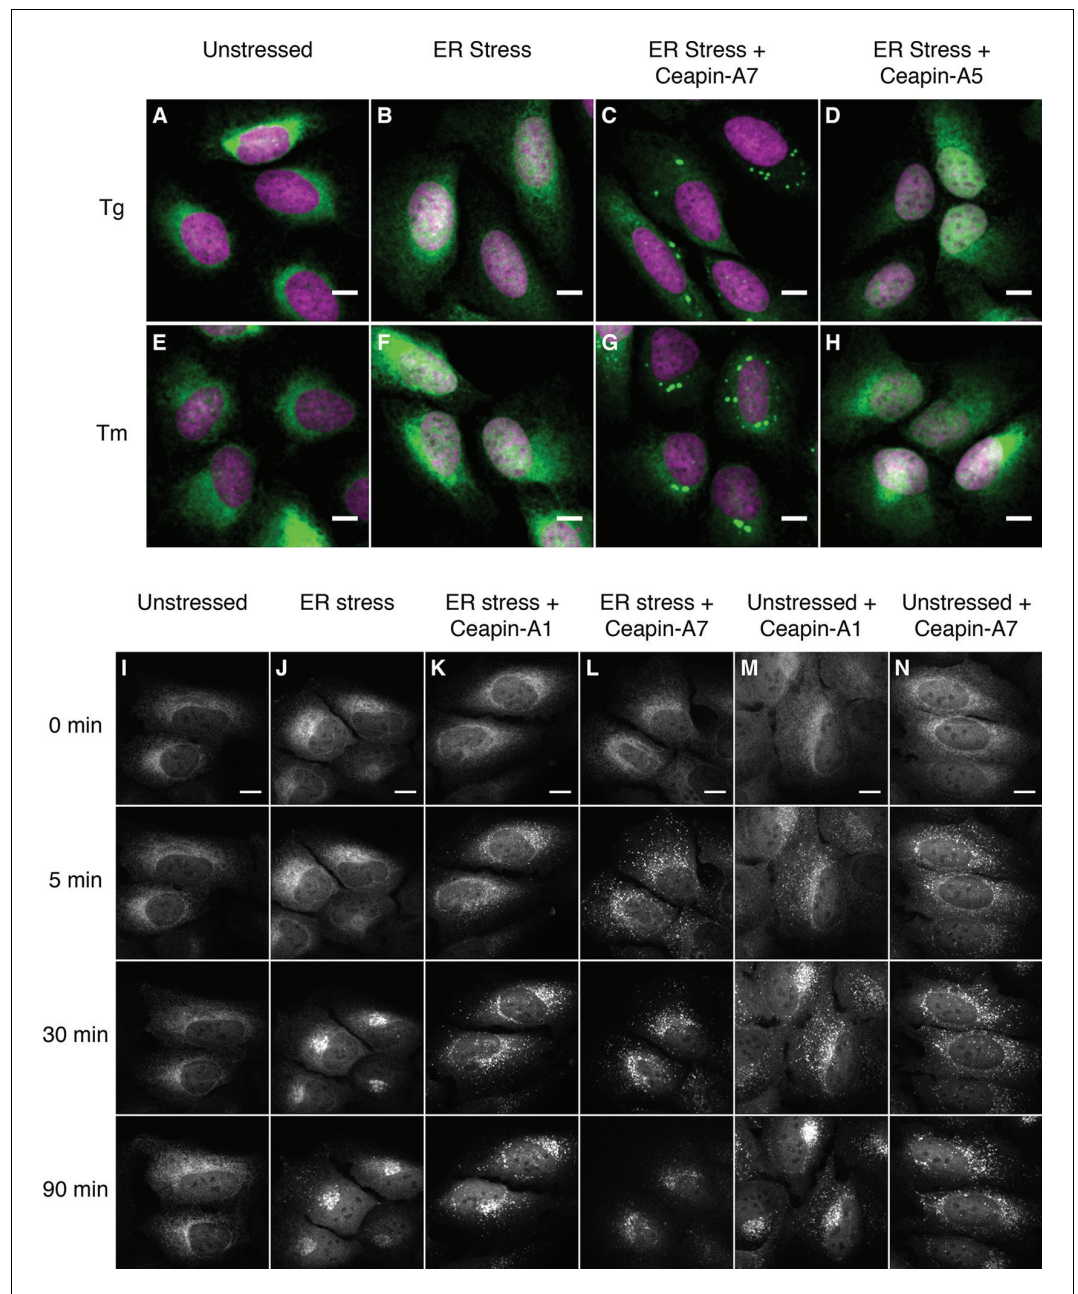 Unstressed
ER Stress
ER Stress +
Ceapin-A7
ER Stress +
Ceapin-A5
Tg
A
B
C
D
Tm
E
F
G
H
Unstressed
ER stress
ER stress +
Ceapin-A1
ER stress +
Ceapin-A7
Unstressed +
Ceapin-A1
Unstressed +
Ceapin-A7
I
J
K
L
M
N
0 min
5 min
30 min
90 min